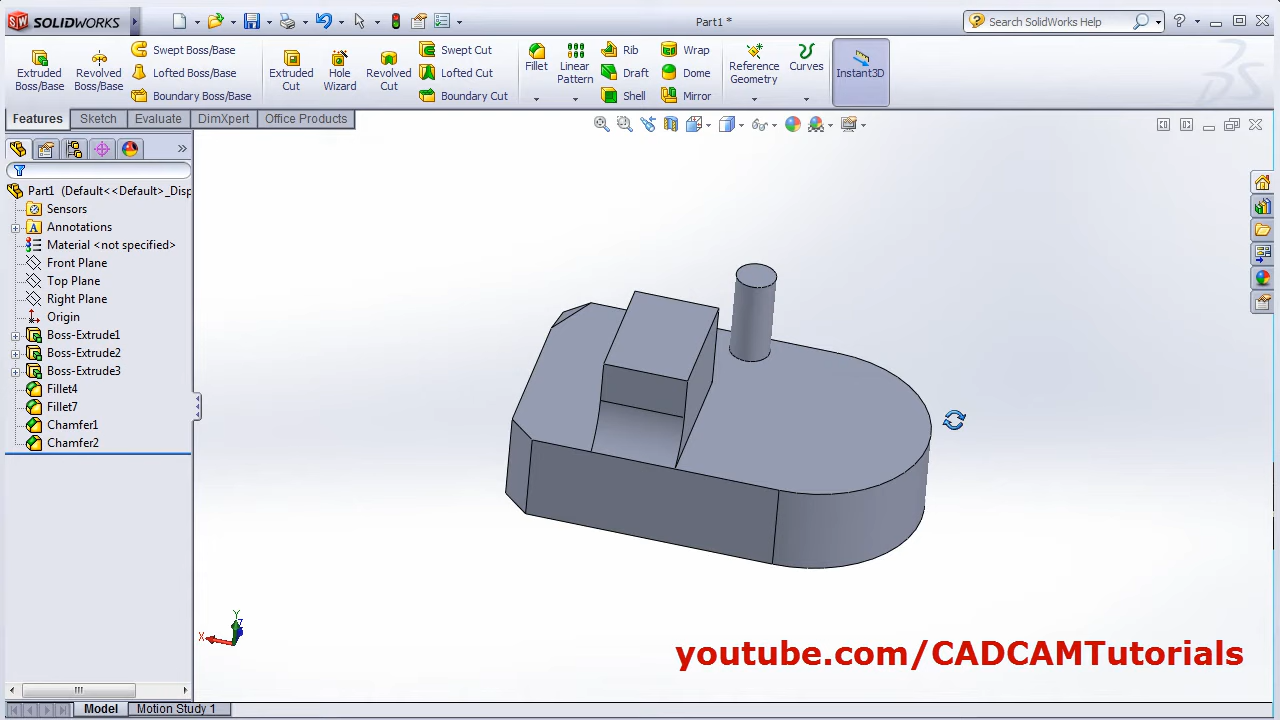 SOLIDWORKS
Part1 *
Search SolidWorks Help
Extruded Boss/Base
Revolved Boss/Base
Swept Boss/Base
Lofted Boss/Base
Boundary Boss/Base
Extruded Cut
Hole Wizard
Revolved Cut
Swept Cut
Lofted Cut
Boundary Cut
Fillet
Linear Pattern
Rib
Draft
Shell
Wrap
Dome
Mirror
Reference Geometry
Curves
Instant3D
Features
Sketch
Evaluate
DimXpert
Office Products
Part1 (Default<<Default>_Disp
Sensors
Annotations
Material <not specified>
Front Plane
Top Plane
Right Plane
Origin
Boss-Extrude1
Boss-Extrude2
Boss-Extrude3
Fillet4
Fillet7
Chamfer1
Chamfer2
Y
Z
X
youtube.com/CADCAMTutorials
Model
Motion Study 1